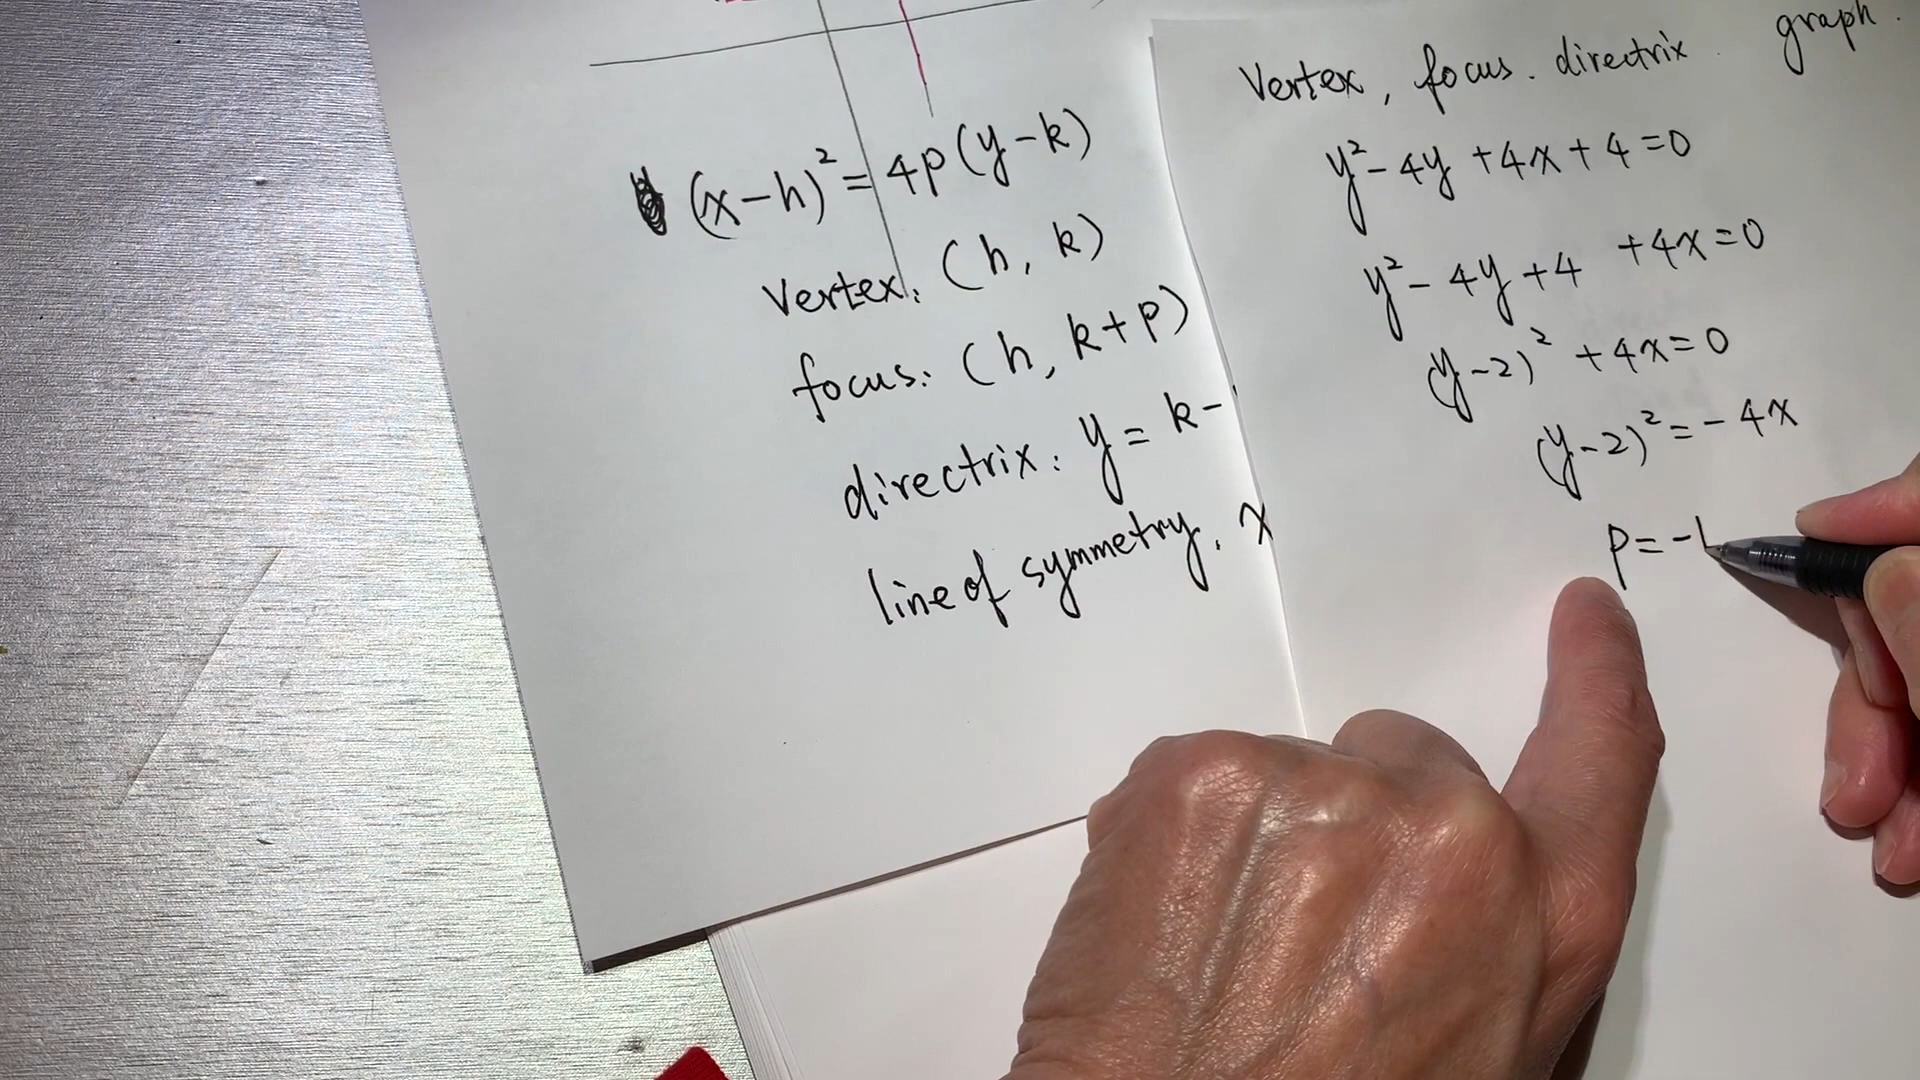 (x-h)² = 4p(y-k)
Vertex: (h, k)
focus: (h, k+p)
directrix: y = k-
line of symmetry, x
Vertex, focus. directrix. graph.
y² - 4y + 4x + 4 = 0
y² - 4y + 4 + 4x = 0
(y-2)² + 4x = 0
(y-2)² = - 4x
p = -1